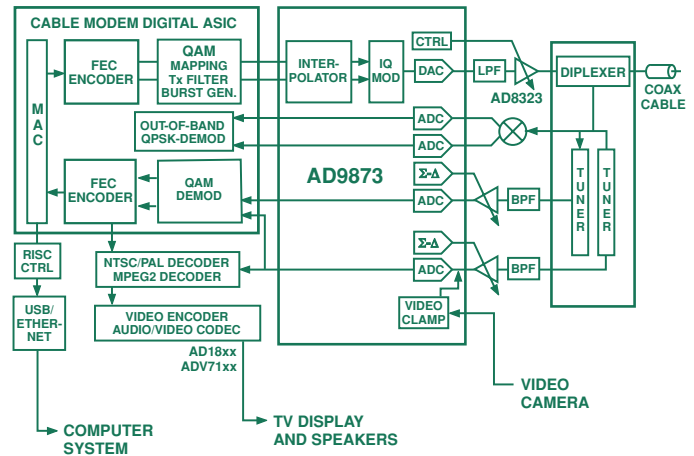 CABLE MODEM DIGITAL ASIC
MAC
FEC
ENCODER
QAM
MAPPING
Tx FILTER
BURST GEN.
OUT-OF-BAND
QPSK-DEMOD
FEC
ENCODER
QAM
DEMOD
RISC
CTRL
USB/
ETHER-
NET
NTSC/PAL DECODER
MPEG2 DECODER
VIDEO ENCODER
AUDIO/VIDEO CODEC
AD18xx
ADV71xx
COMPUTER
SYSTEM
TV DISPLAY
AND SPEAKERS
INTER-
POLATOR
IQ
MOD
CTRL
DAC
ADC
ADC
AD9873
Σ-Δ
ADC
Σ-Δ
ADC
VIDEO
CLAMP
LPF
AD8323
BPF
BPF
DIPLEXER
TUNER
TUNER
COAX
CABLE
VIDEO
CAMERA